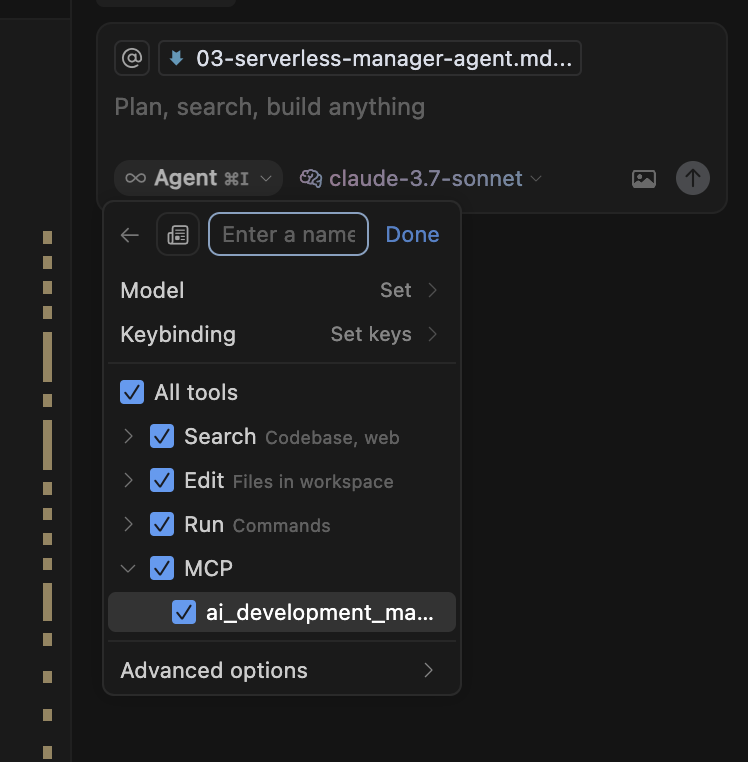 @ 03-serverless-manager-agent.md...
Plan, search, build anything
Agent ⌘I claude-3.7-sonnet
Enter a name Done
Model Set
Keybinding Set keys
All tools
Search Codebase, web
Edit Files in workspace
Run Commands
MCP
ai_development_ma...
Advanced options